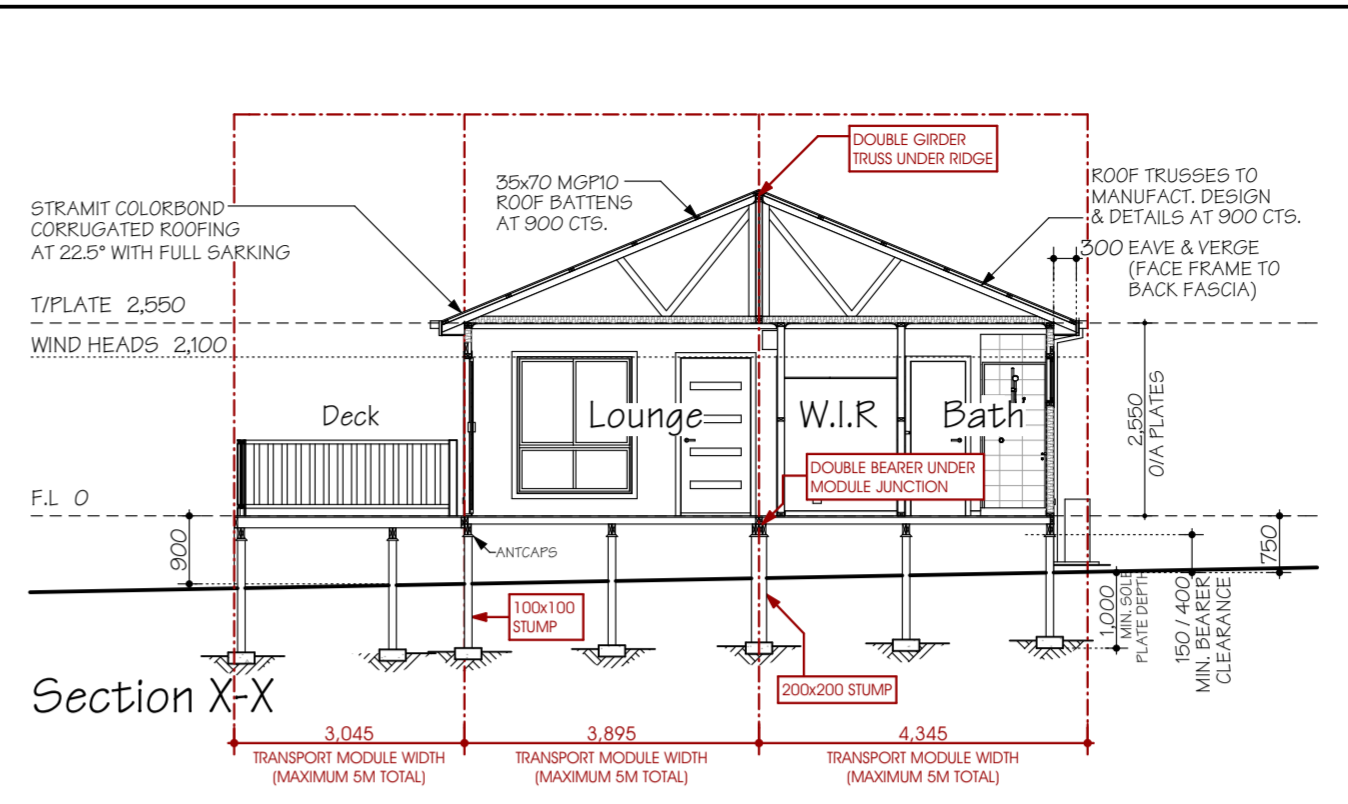 DOUBLE GIRDER
TRUSS UNDER RIDGE
35x70 MGP10
ROOF BATTENS
AT 900 CTS.
ROOF TRUSSES TO
MANUFACT. DESIGN
& DETAILS AT 900 CTS.
STRAMIT COLORBOND
CORRUGATED ROOFING
AT 22.5° WITH FULL SARKING
300 EAVE & VERGE
(FACE FRAME TO
BACK FASCIA)
T/PLATE 2,550
WIND HEADS 2,100
Deck
Lounge
W.I.R
Bath
2,550
O/A PLATES
DOUBLE BEARER UNDER
MODULE JUNCTION
F.L 0
900
ANTCAPS
750
100x100
STUMP
1,000
MIN. SOLE
PLATE DEPTH
150 / 400
MIN. BEARER
CLEARANCE
200x200 STUMP
Section X-X
3,045
TRANSPORT MODULE WIDTH
(MAXIMUM 5M TOTAL)
3,895
TRANSPORT MODULE WIDTH
(MAXIMUM 5M TOTAL)
4,345
TRANSPORT MODULE WIDTH
(MAXIMUM 5M TOTAL)